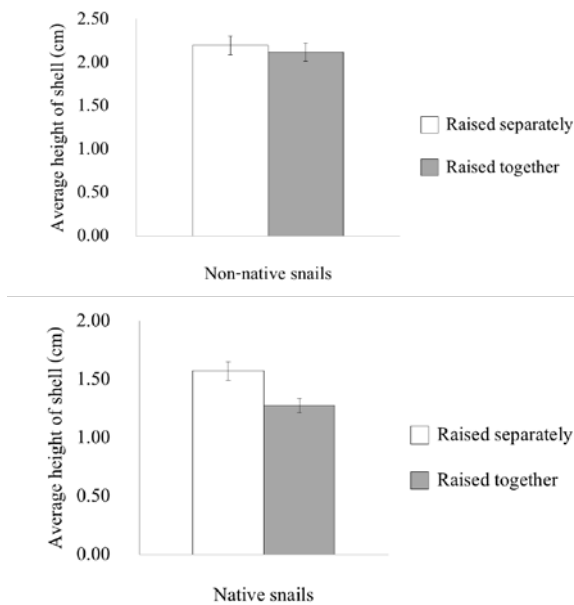 Average height of shell (cm)
2.50
2.00
1.50
1.00
0.50
0.00
Raised separately
Raised together
Non-native snails
Average height of shell (cm)
2.00
1.50
1.00
0.50
0.00
Raised separately
Raised together
Native snails